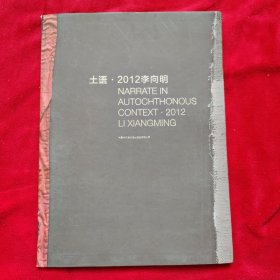 土语·2012李向明
NARRATE IN
AUTOCHTHONOUS
CONTEXT·2012
LI XIANGMING